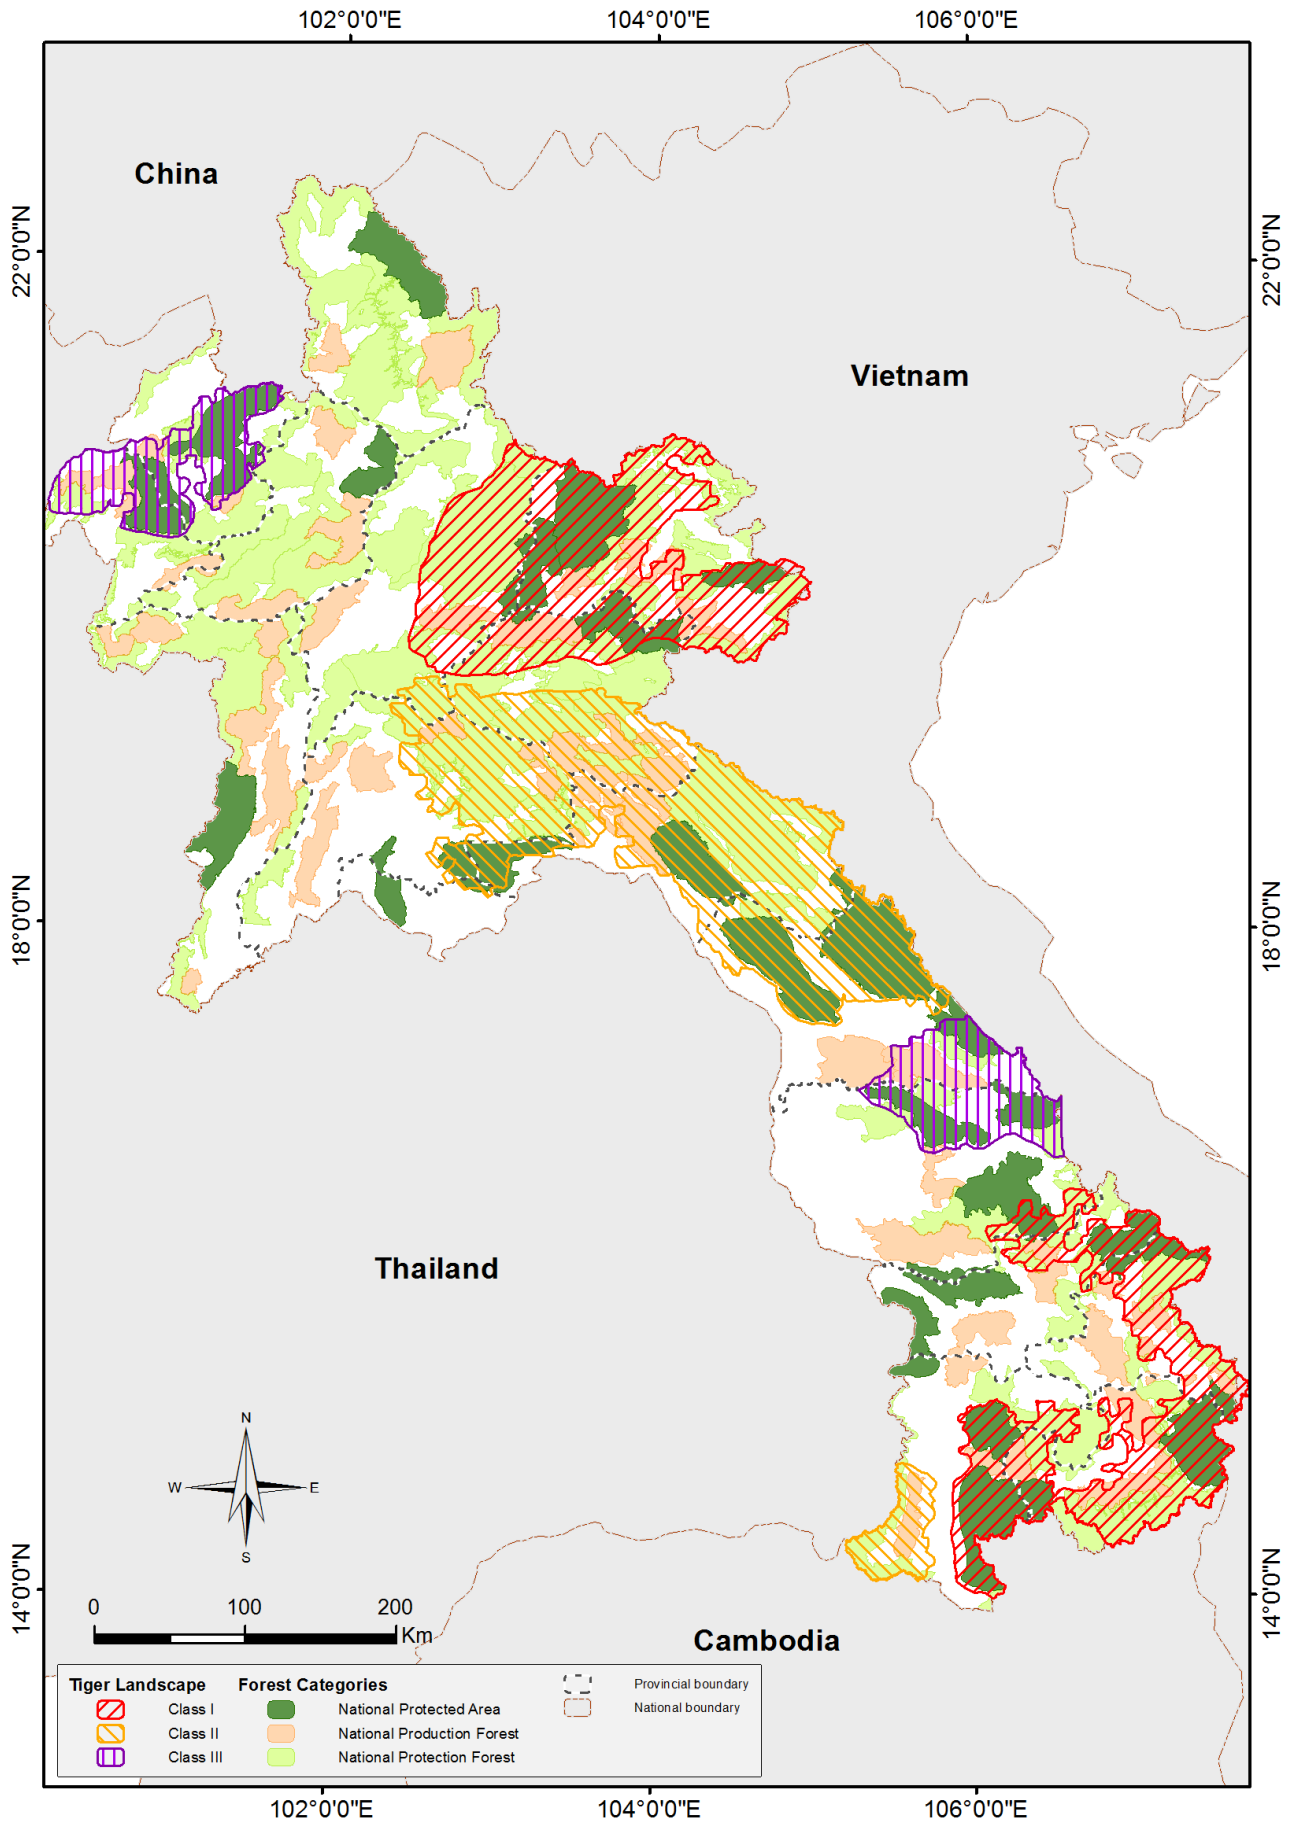 102°0'0"E 104°0'0"E 106°0'0"E
China
22°0'0"N
22°0'0"N
Vietnam
18°0'0"N
18°0'0"N
Thailand
N
W E
S
14°0'0"N
14°0'0"N
0 100 200
Km
Cambodia
Tiger Landscape Forest Categories Provincial boundary
Class I National Protected Area National boundary
Class II National Production Forest
Class III National Protection Forest
102°0'0"E 104°0'0"E 106°0'0"E